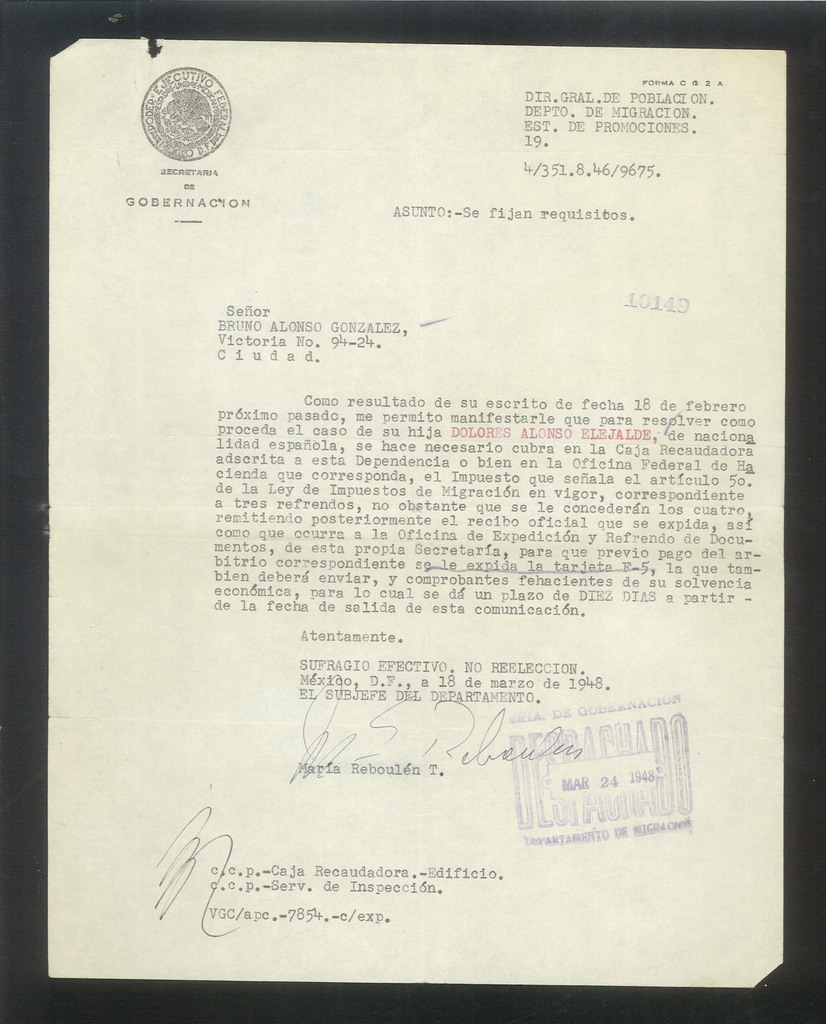 PODER EJECUTIVO FEDERAL
ESTADOS UNIDOS MEXICANOS
MEXICO D.F.
SECRETARIA
DE
GOBERNACION
FORMA C G 2 A
DIR.GRAL.DE POBLACION.
DEPTO. DE MIGRACION.
EST. DE PROMOCIONES.
19.
4/351.8.46/9675.
ASUNTO:-Se fijan requisitos.
10149
Señor
BRUNO ALONSO GONZALEZ,
Victoria No. 94-24.
C i u d a d.
Como resultado de su escrito de fecha 18 de febrero
próximo pasado, me permito manifestarle que para resolver como
proceda el caso de su hija DOLORES ALONSO ELEJALDE, de naciona
lidad española, se hace necesario cubra en la Caja Recaudadora
adscrita a esta Dependencia o bien en la Oficina Federal de Ha
cienda que corresponda, el Impuesto que señala el artículo 5o.
de la Ley de Impuestos de Migración en vigor, correspondiente
a tres refrendos, no obstante que se le concederán los cuatro,
remitiendo posteriormente el recibo oficial que se expida, así
como que ocurra a la Oficina de Expedición y Refrendo de Docu-
mentos, de esta propia Secretaría, para que previo pago del ar-
bitrio correspondiente se le expida la tarjeta F-5, la que tam-
bien deberá enviar, y comprobantes fehacientes de su solvencia
económica, para lo cual se dá un plazo de DIEZ DIAS a partir -
de la fecha de salida de esta comunicación.
Atentamente.
SUFRAGIO EFECTIVO. NO REELECCION.
México, D.F., a 18 de marzo de 1948.
EL SUBJEFE DEL DEPARTAMENTO.
María Reboulén T.
SRIA. DE GOBERNACION
DESPACHADO
MAR 24 1948
DESPACHADO
DEPARTAMENTO DE MIGRACION
c.c.p.-Caja Recaudadora.-Edificio.
c.c.p.-Serv. de Inspección.
VGC/apc.-7854.-c/exp.